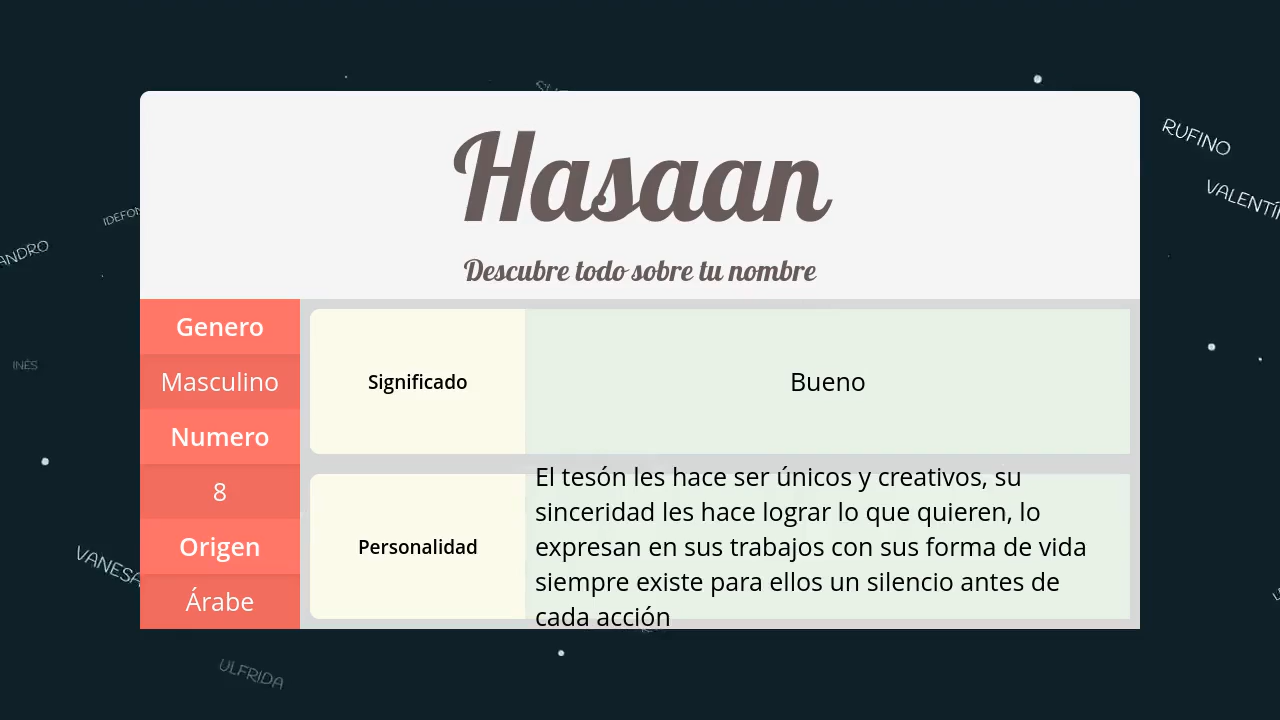 Hasaan
Descubre todo sobre tu nombre
Genero
Masculino
Numero
8
Origen
Árabe
Significado
Bueno
Personalidad
El tesón les hace ser únicos y creativos, su
sinceridad les hace lograr lo que quieren, lo
expresan en sus trabajos con sus forma de vida
siempre existe para ellos un silencio antes de
cada acción
RUFINO
VALENTÍ
IDEFON
ANDRO
INÉS
VANESA
ULFRIDA